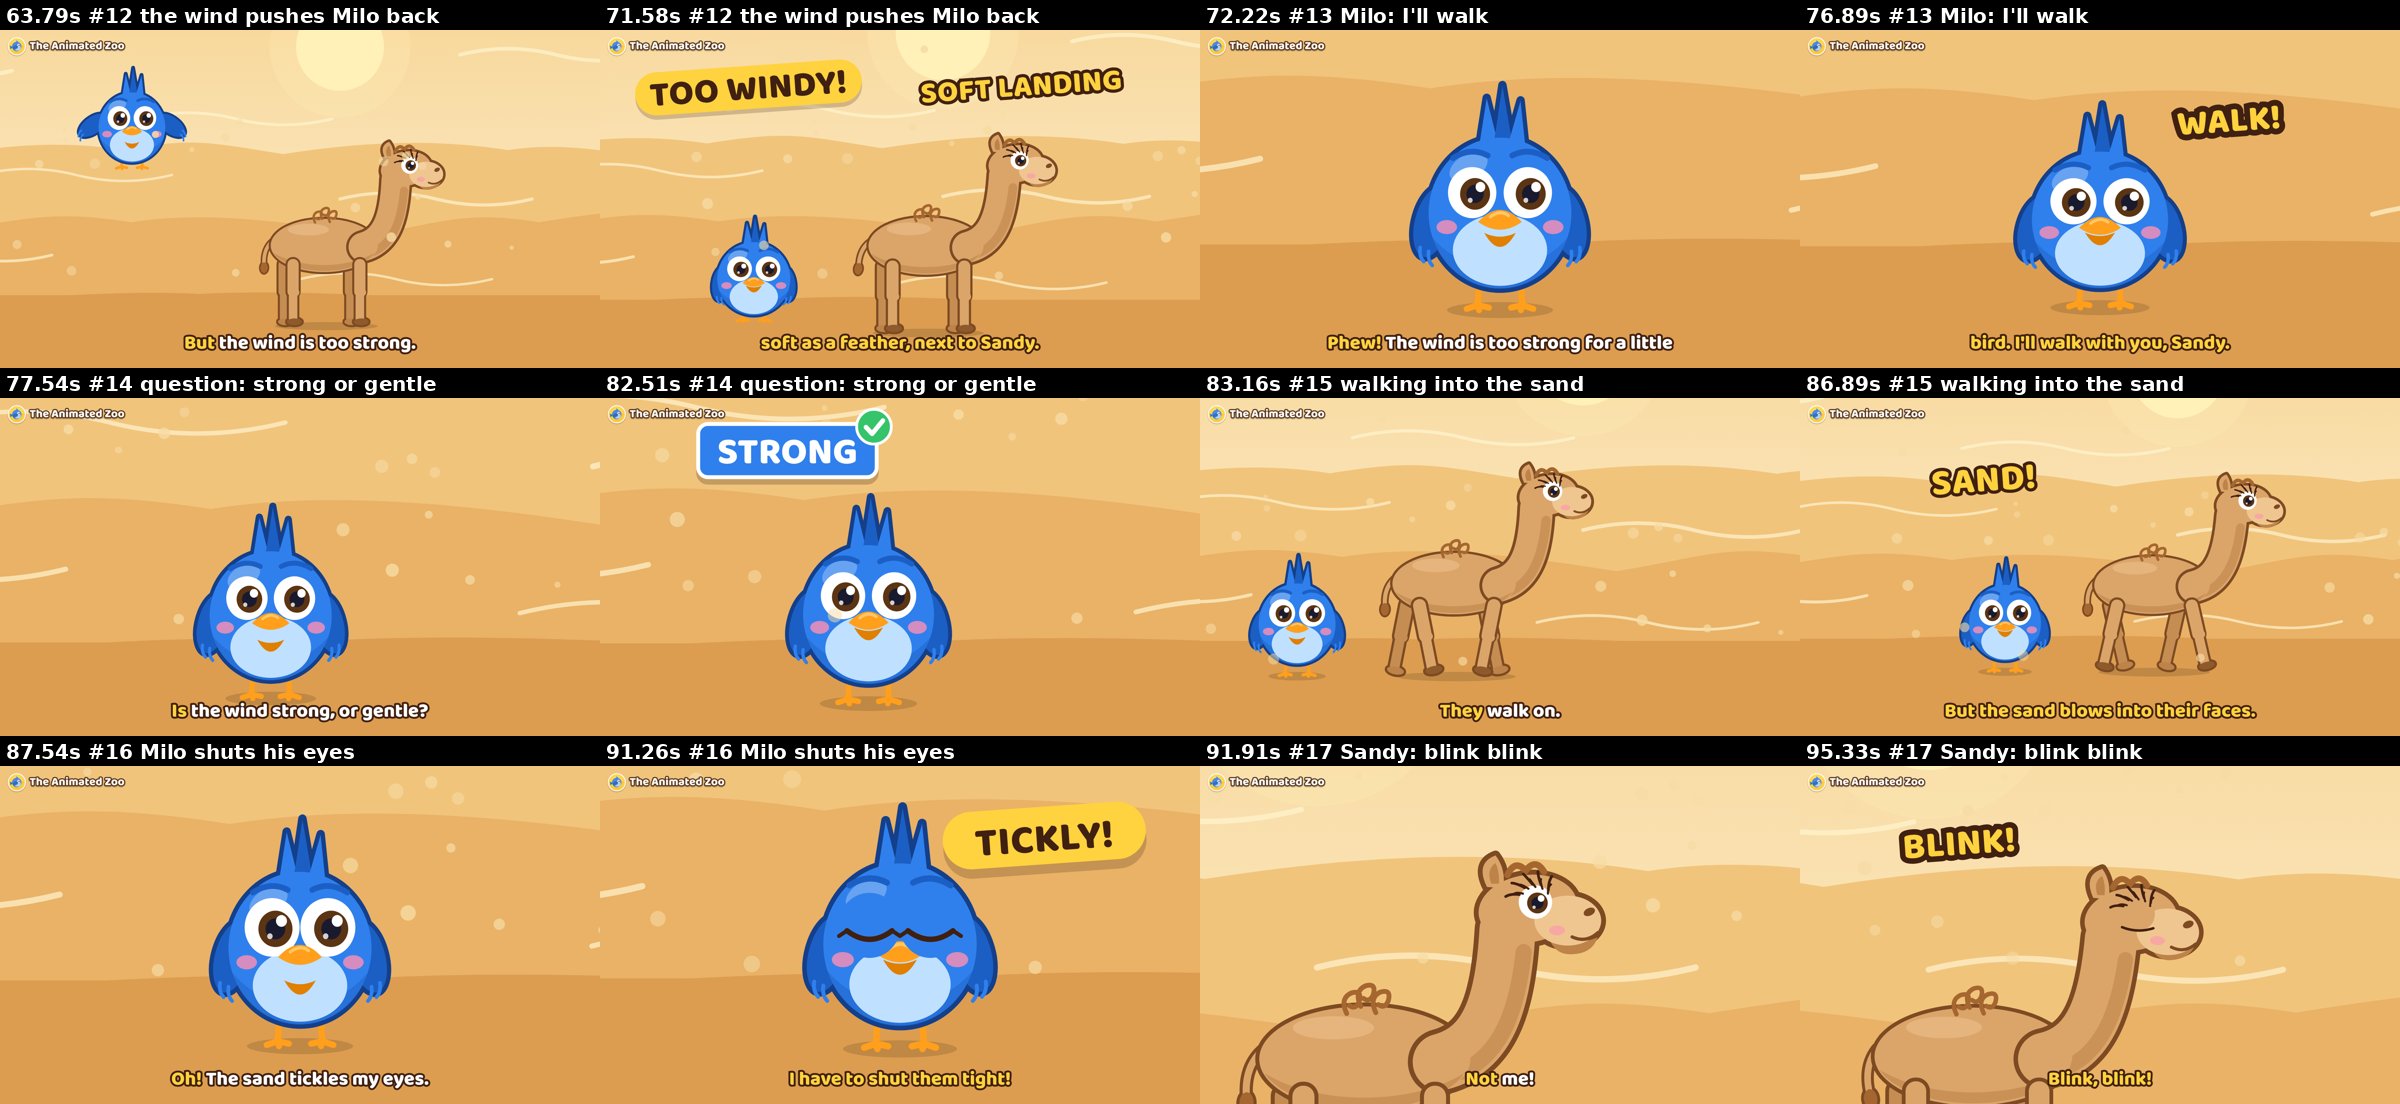 63.79s #12 the wind pushes Milo back
The Animated Zoo
But the wind is too strong.
71.58s #12 the wind pushes Milo back
The Animated Zoo
TOO WINDY!
SOFT LANDING
soft as a feather, next to Sandy.
72.22s #13 Milo: I'll walk
The Animated Zoo
Phew! The wind is too strong for a little
76.89s #13 Milo: I'll walk
The Animated Zoo
WALK!
bird. I'll walk with you, Sandy.
77.54s #14 question: strong or gentle
The Animated Zoo
Is the wind strong, or gentle?
82.51s #14 question: strong or gentle
The Animated Zoo
STRONG
83.16s #15 walking into the sand
The Animated Zoo
They walk on.
86.89s #15 walking into the sand
The Animated Zoo
SAND!
But the sand blows into their faces.
87.54s #16 Milo shuts his eyes
The Animated Zoo
Oh! The sand tickles my eyes.
91.26s #16 Milo shuts his eyes
The Animated Zoo
TICKLY!
I have to shut them tight!
91.91s #17 Sandy: blink blink
The Animated Zoo
Not me!
95.33s #17 Sandy: blink blink
The Animated Zoo
BLINK!
Blink, blink!